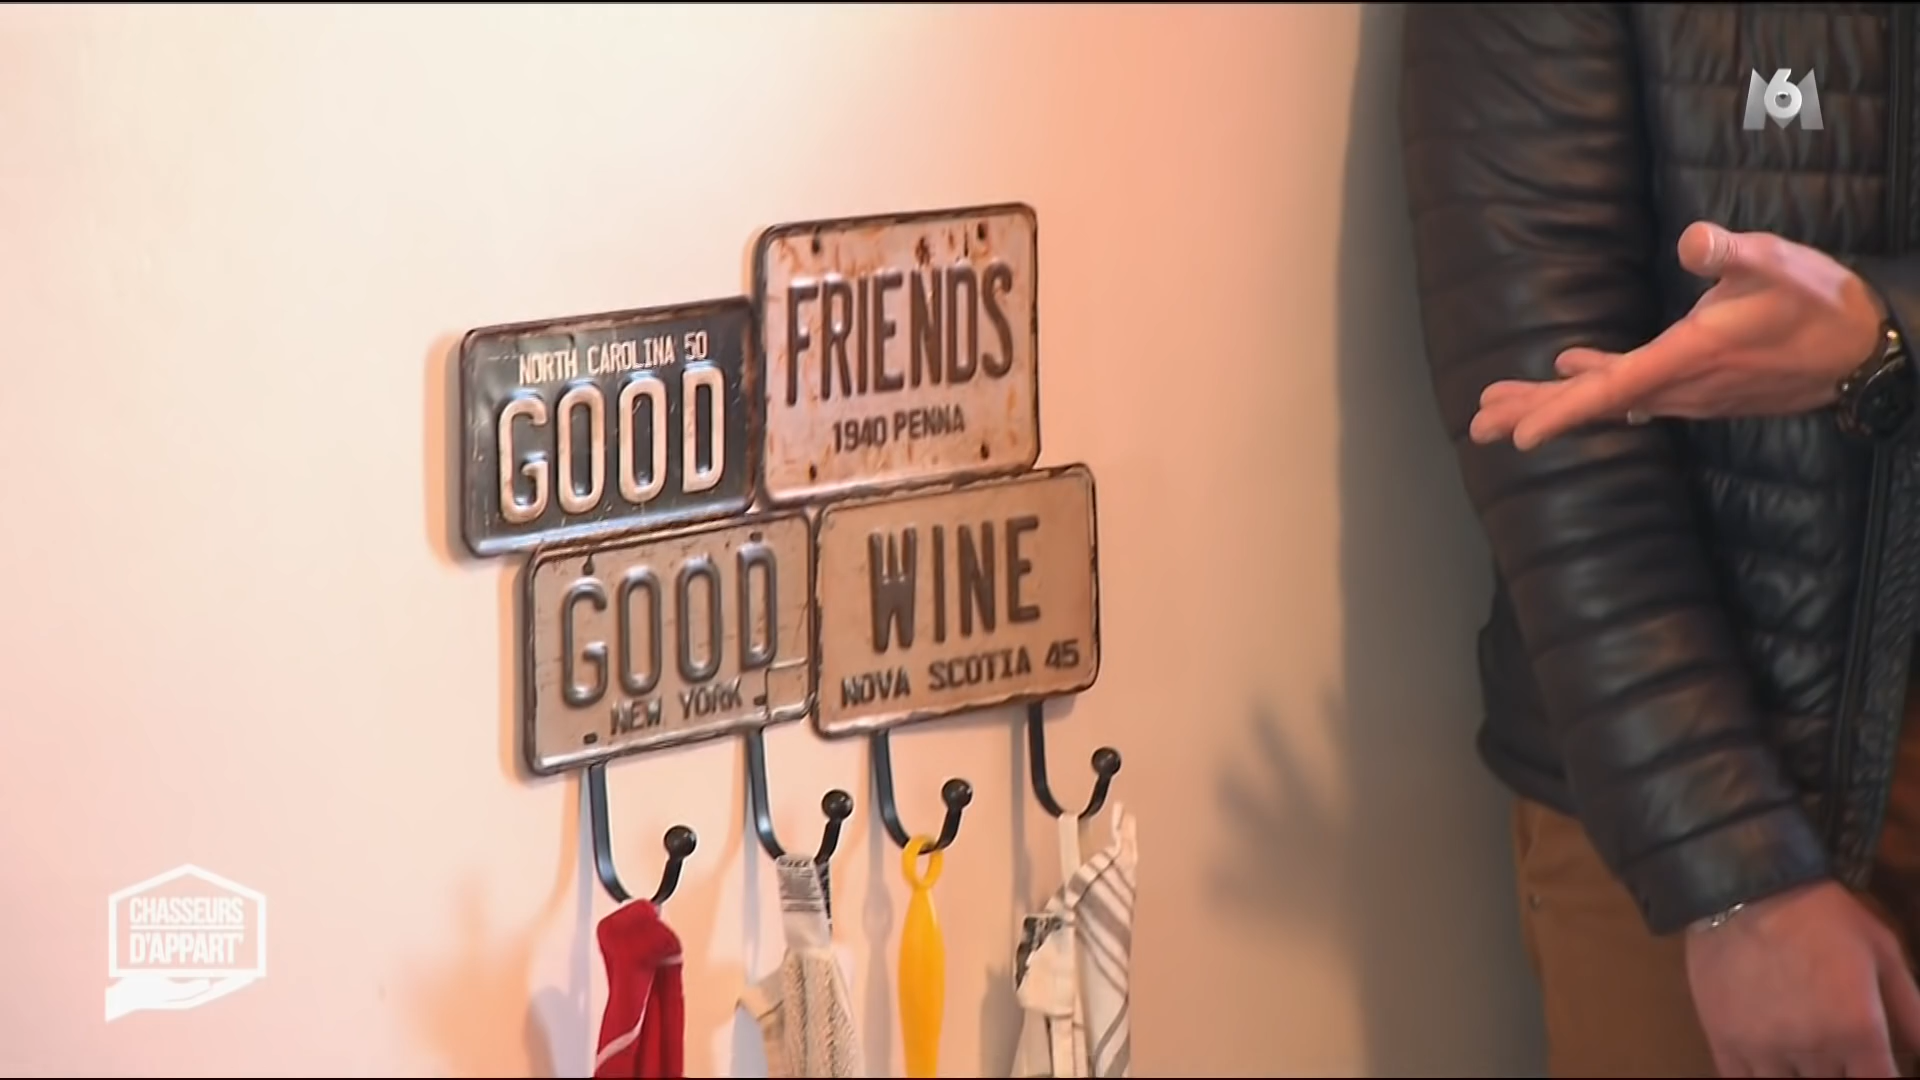 M6
NORTH CAROLINA 50
GOOD
FRIENDS
1940 PENNA
GOOD
NEW YORK
WINE
NOVA SCOTIA 45
CHASSEURS
D'APPART'